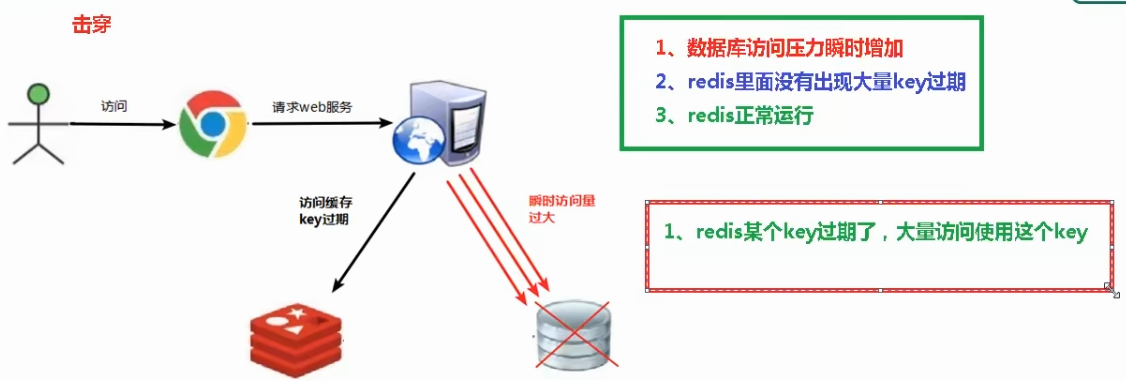 击穿
1、数据库访问压力瞬时增加
2、redis里面没有出现大量key过期
3、redis正常运行
访问
请求web服务
访问缓存
key过期
瞬时访问量
过大
1、redis某个key过期了，大量访问使用这个key